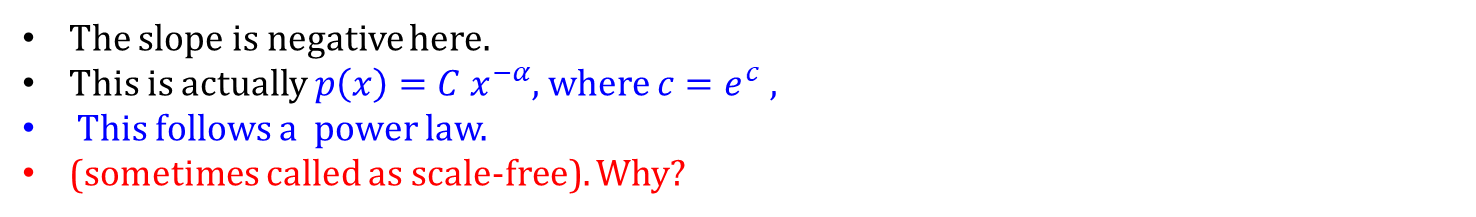 • The slope is negative here.
• This is actually p(x) = C x^{-α}, where c = e^c ,
• This follows a power law.
• (sometimes called as scale-free). Why?